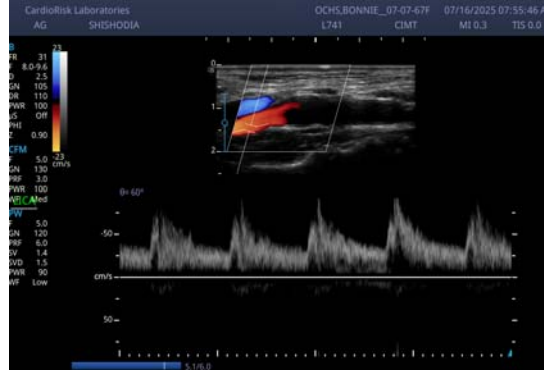 CardioRisk Laboratories OCHS,BONNIE__07-07-67F 07/16/2025 07:55:46 A
AG SHISHODIA L741 CIMT MI 0.3 TIS 0.0
B
FR 31
F 8.0-9.6
D 2.5
GN 105
DR 110
PWR 100
µS Off
PHI
Z 0.90
CFM
F 5.0
GN 130
PRF 3.0
PWR 100
WF Med
ICA
PW
F 5.0
GN 120
PRF 6.0
SV 1.4
SVD 1.5
PWR 90
WF Low
23
-23
cm/s
0
1
2
θ= 60°
-50
cm/s
50
5.1/6.0